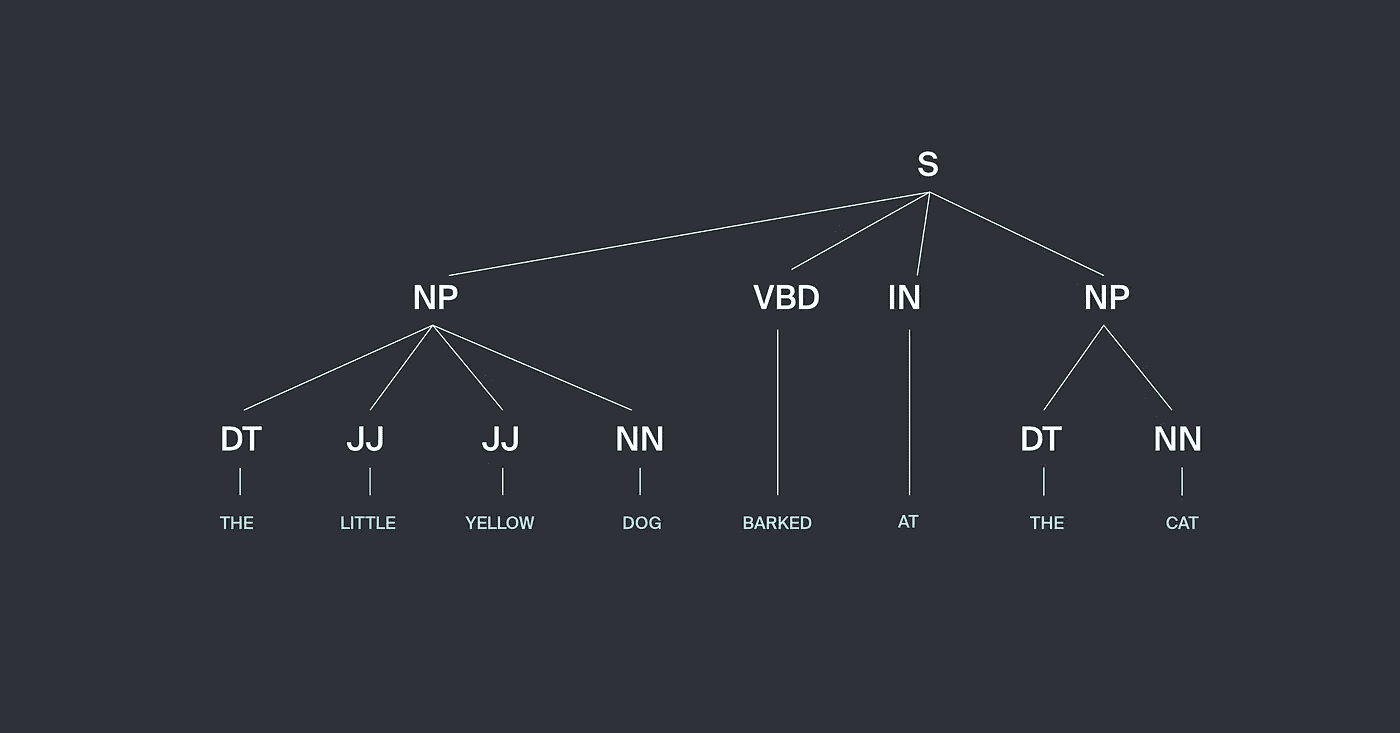 S
NP VBD IN NP
DT JJ JJ NN DT NN
THE LITTLE YELLOW DOG BARKED AT THE CAT